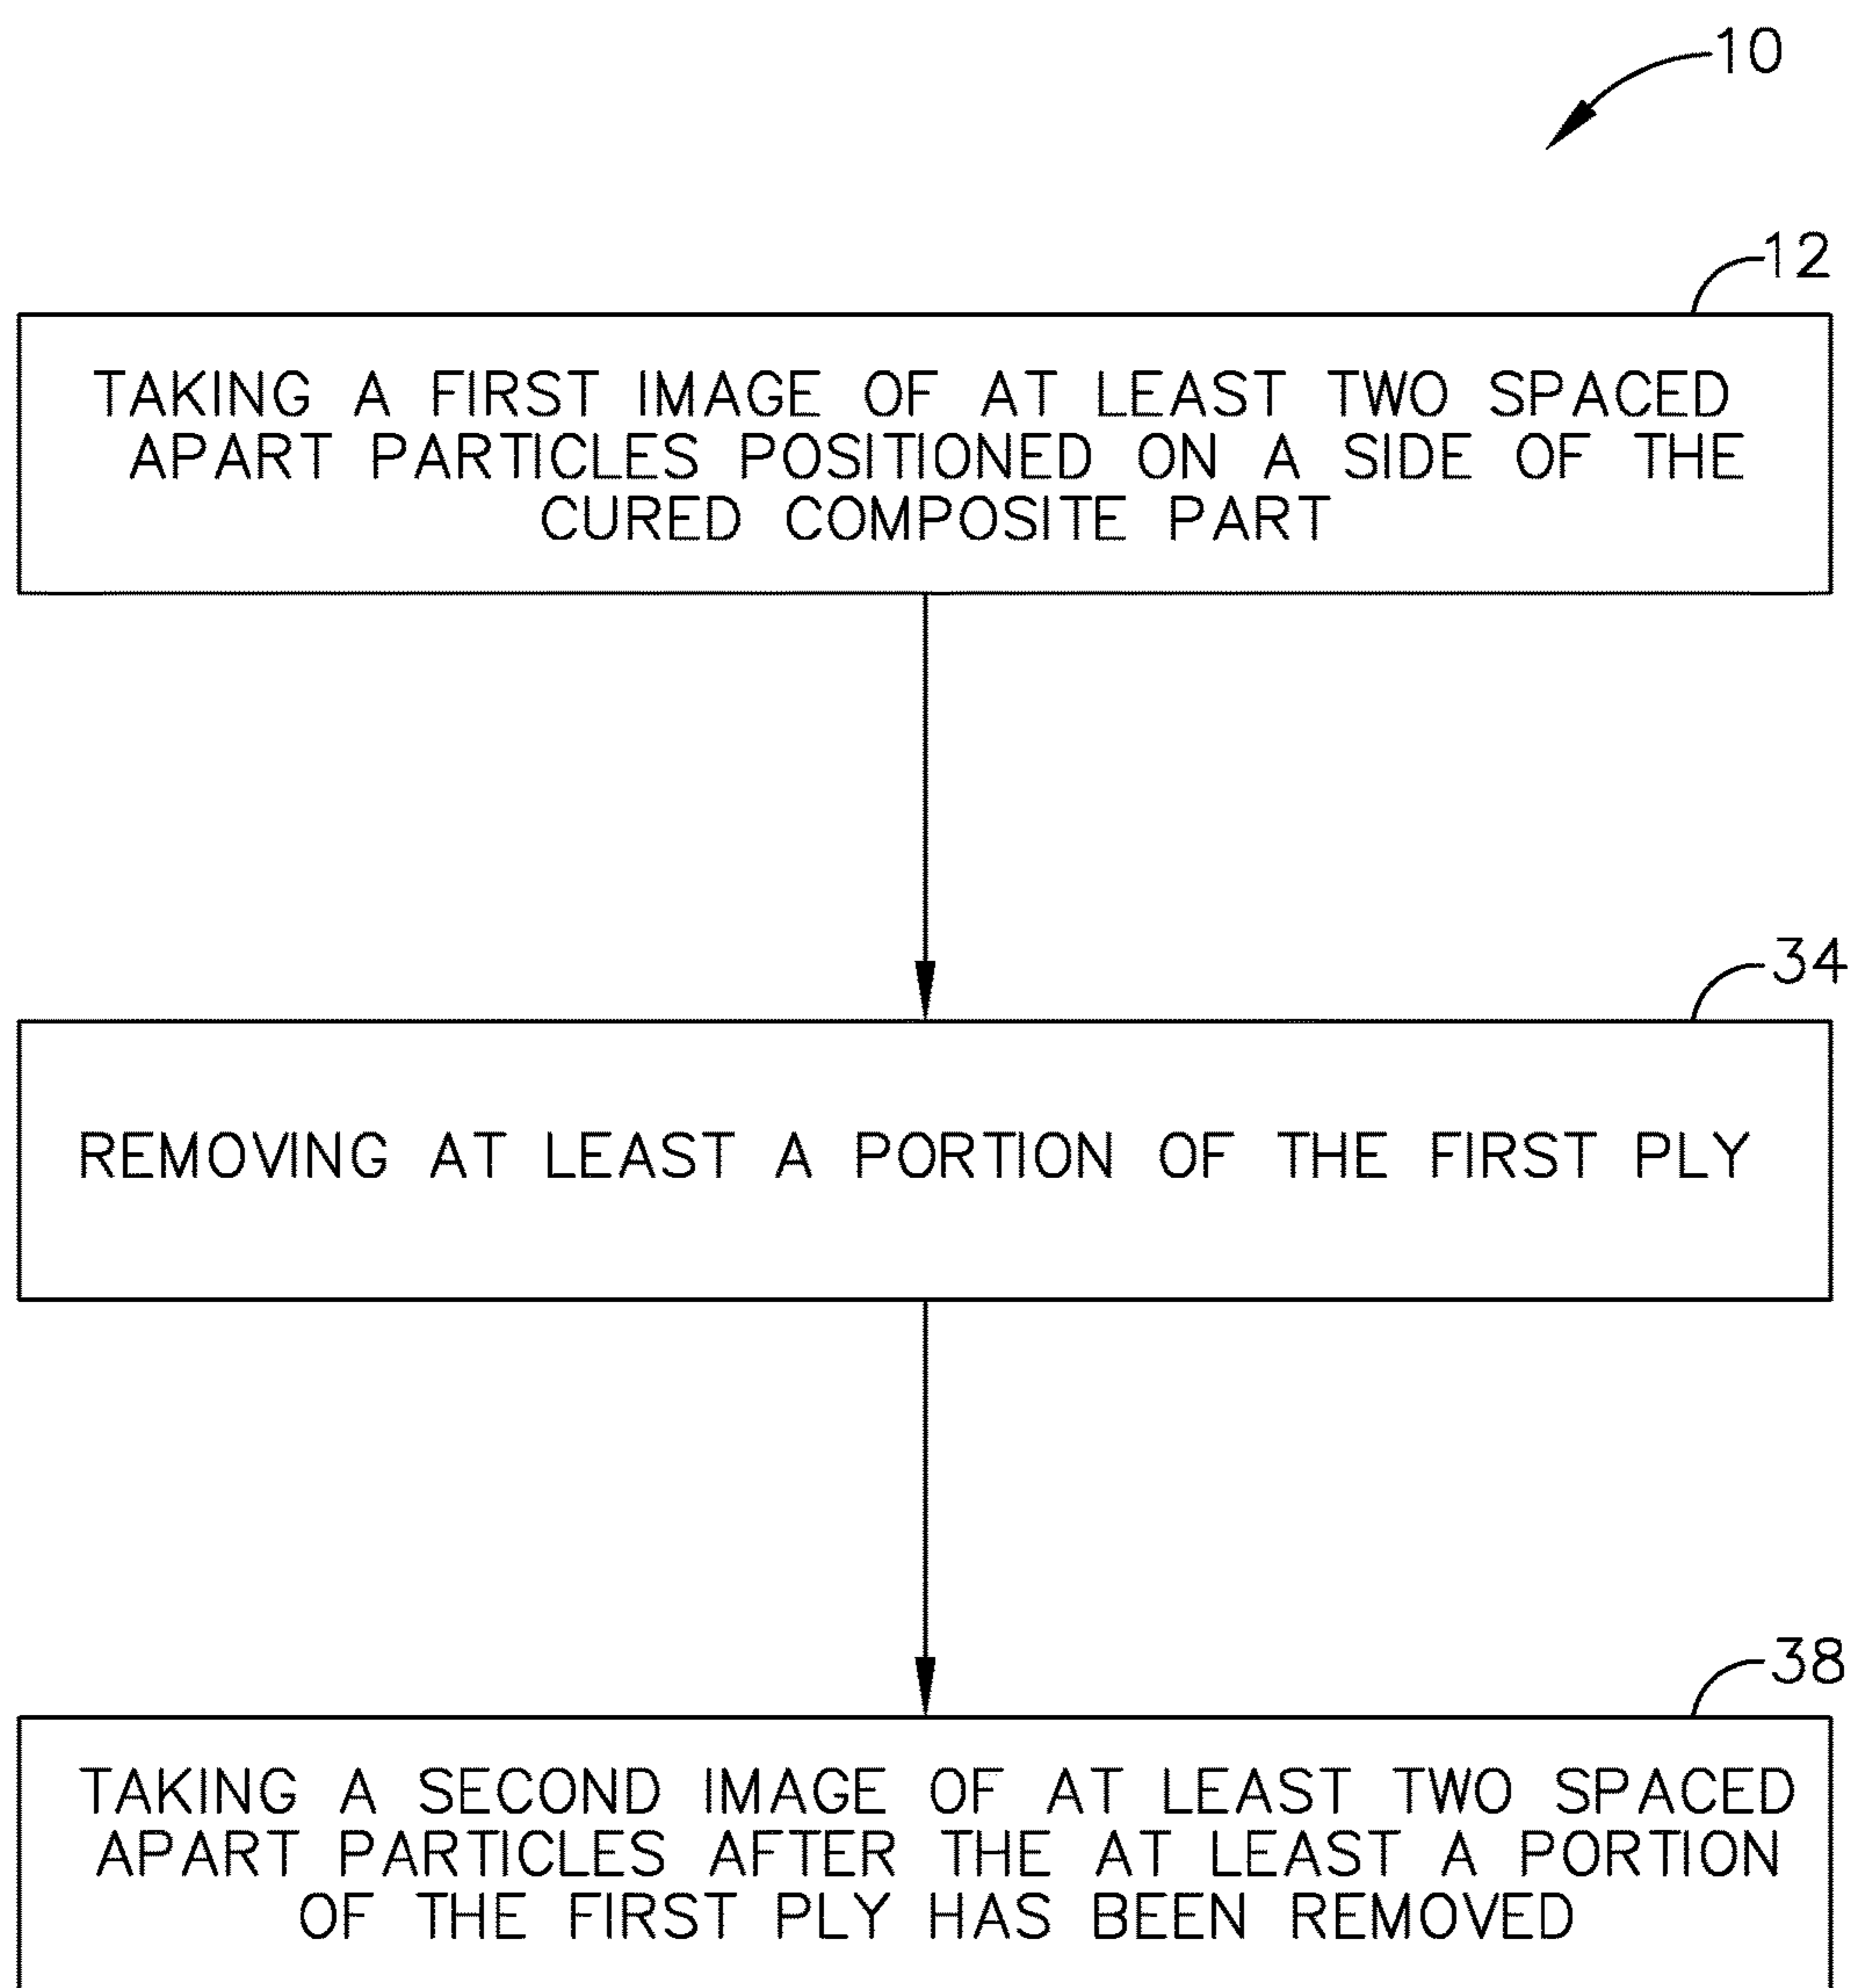 10
12
TAKING A FIRST IMAGE OF AT LEAST TWO SPACED
APART PARTICLES POSITIONED ON A SIDE OF THE
CURED COMPOSITE PART
34
REMOVING AT LEAST A PORTION OF THE FIRST PLY
38
TAKING A SECOND IMAGE OF AT LEAST TWO SPACED
APART PARTICLES AFTER THE AT LEAST A PORTION
OF THE FIRST PLY HAS BEEN REMOVED